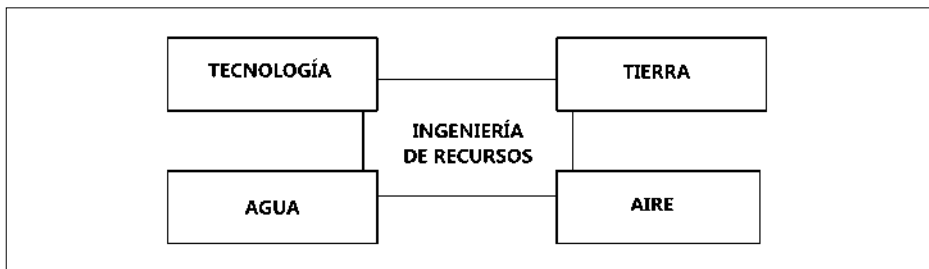 TECNOLOGÍA
TIERRA
INGENIERÍA
DE RECURSOS
AGUA
AIRE